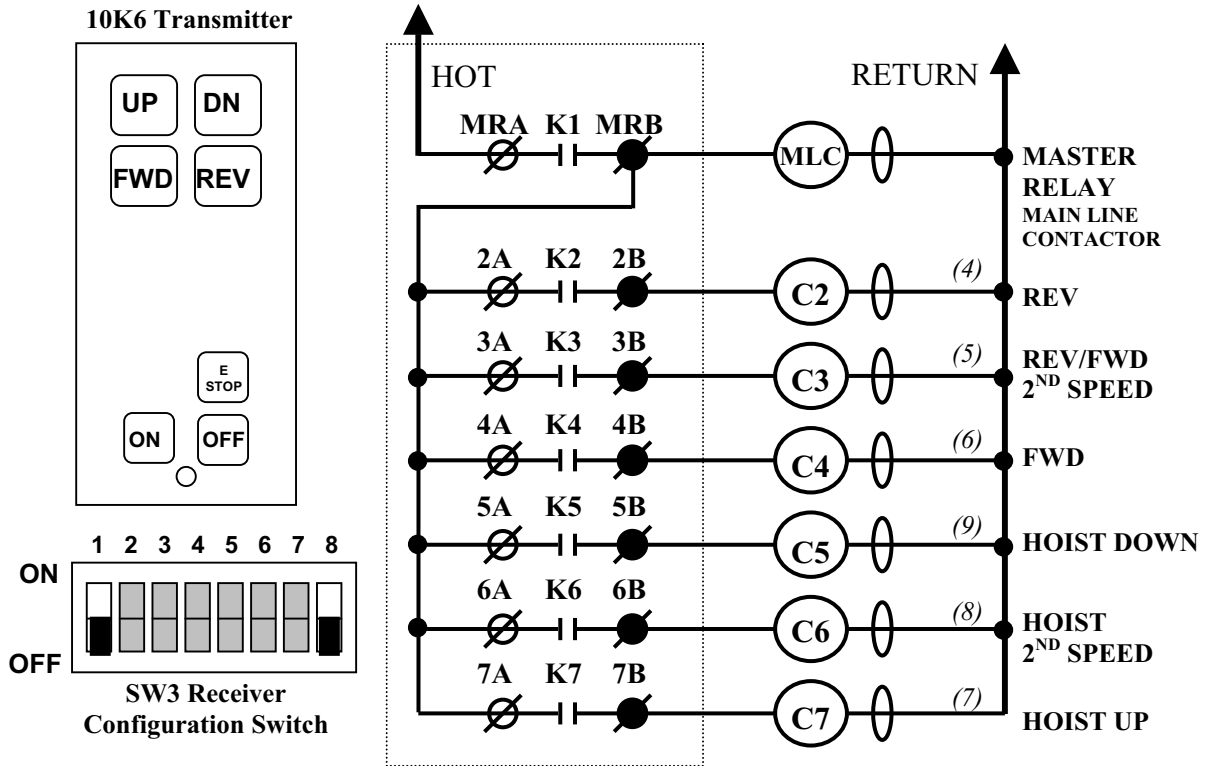 10K6 Transmitter
UP DN
FWD REV
E
STOP
ON OFF
1 2 3 4 5 6 7 8
ON
OFF
SW3 Receiver
Configuration Switch
HOT
RETURN
MRA K1 MRB
MLC
MASTER
RELAY
MAIN LINE
CONTACTOR
2A K2 2B
C2 (4)
REV
3A K3 3B
C3 (5)
REV/FWD
2ND SPEED
4A K4 4B
C4 (6)
FWD
5A K5 5B
C5 (9)
HOIST DOWN
6A K6 6B
C6 (8)
HOIST
2ND SPEED
7A K7 7B
C7 (7)
HOIST UP